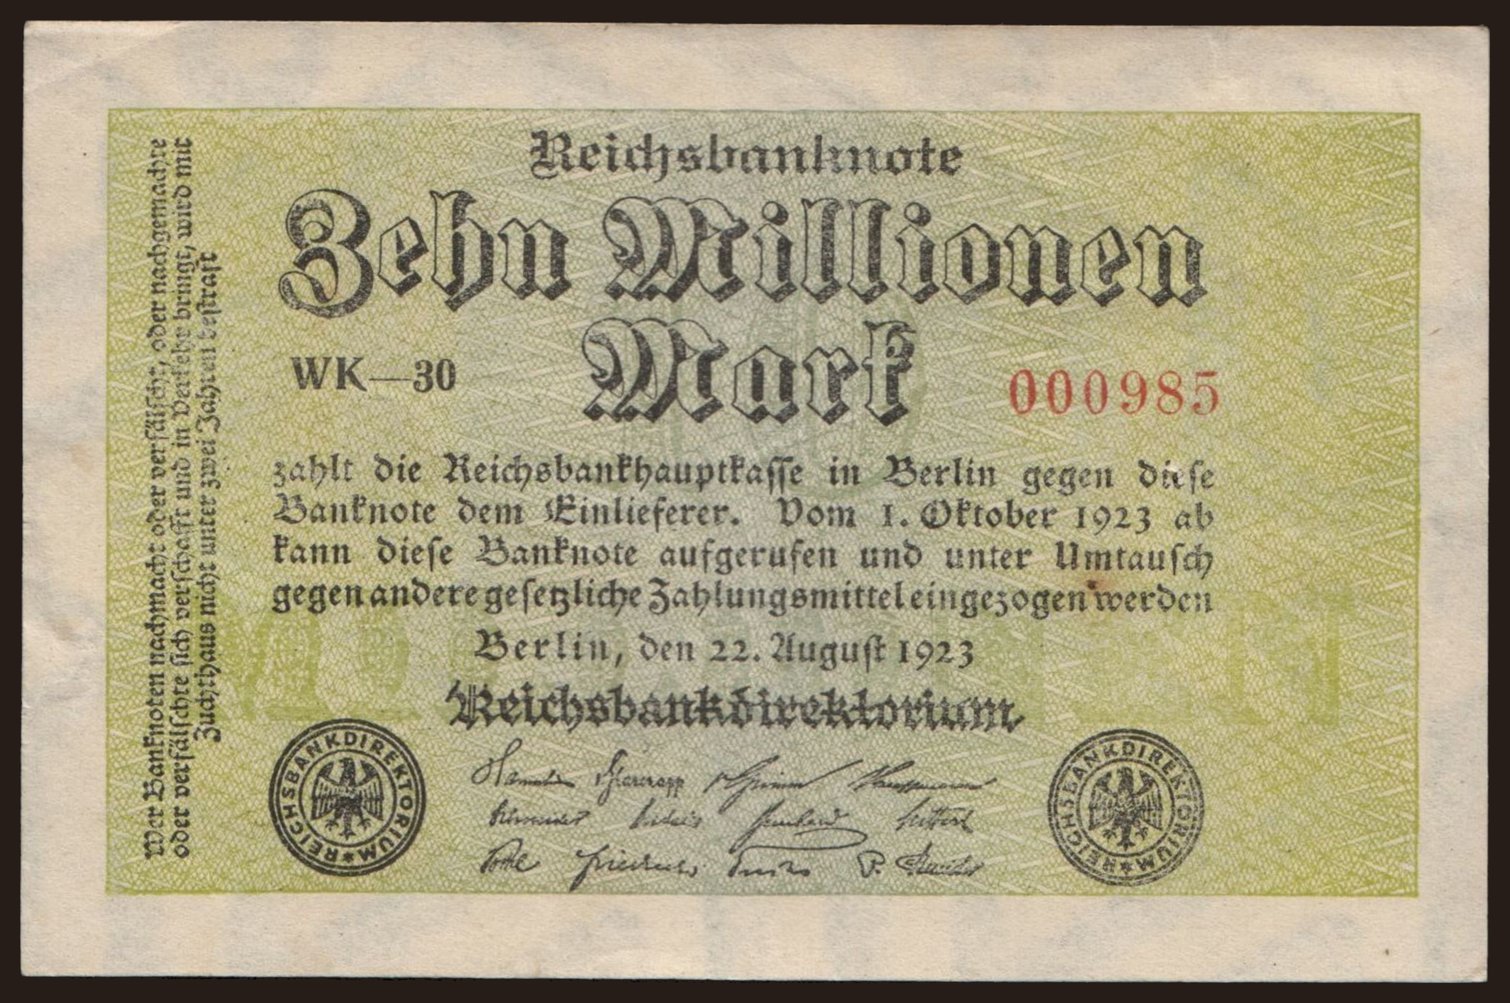 Reichsbanknote
Zehn Millionen
Mark
WK—30
000985
zahlt die Reichsbankhauptkasse in Berlin gegen diese
Banknote dem Einlieferer. Vom 1. Oktober 1923 ab
kann diese Banknote aufgerufen und unter Umtausch
gegen andere gesetzliche Zahlungsmittel eingezogen werden
Berlin, den 22. August 1923
Reichsbankdirektorium
Wer Banknoten nachmacht oder verfälscht, oder nachgemachte
oder verfälschte sich verschafft und in Verkehr bringt, wird mit
Zuchthaus nicht unter zwei Jahren bestraft
REICHSBANKDIREKTORIUM
REICHSBANKDIREKTORIUM